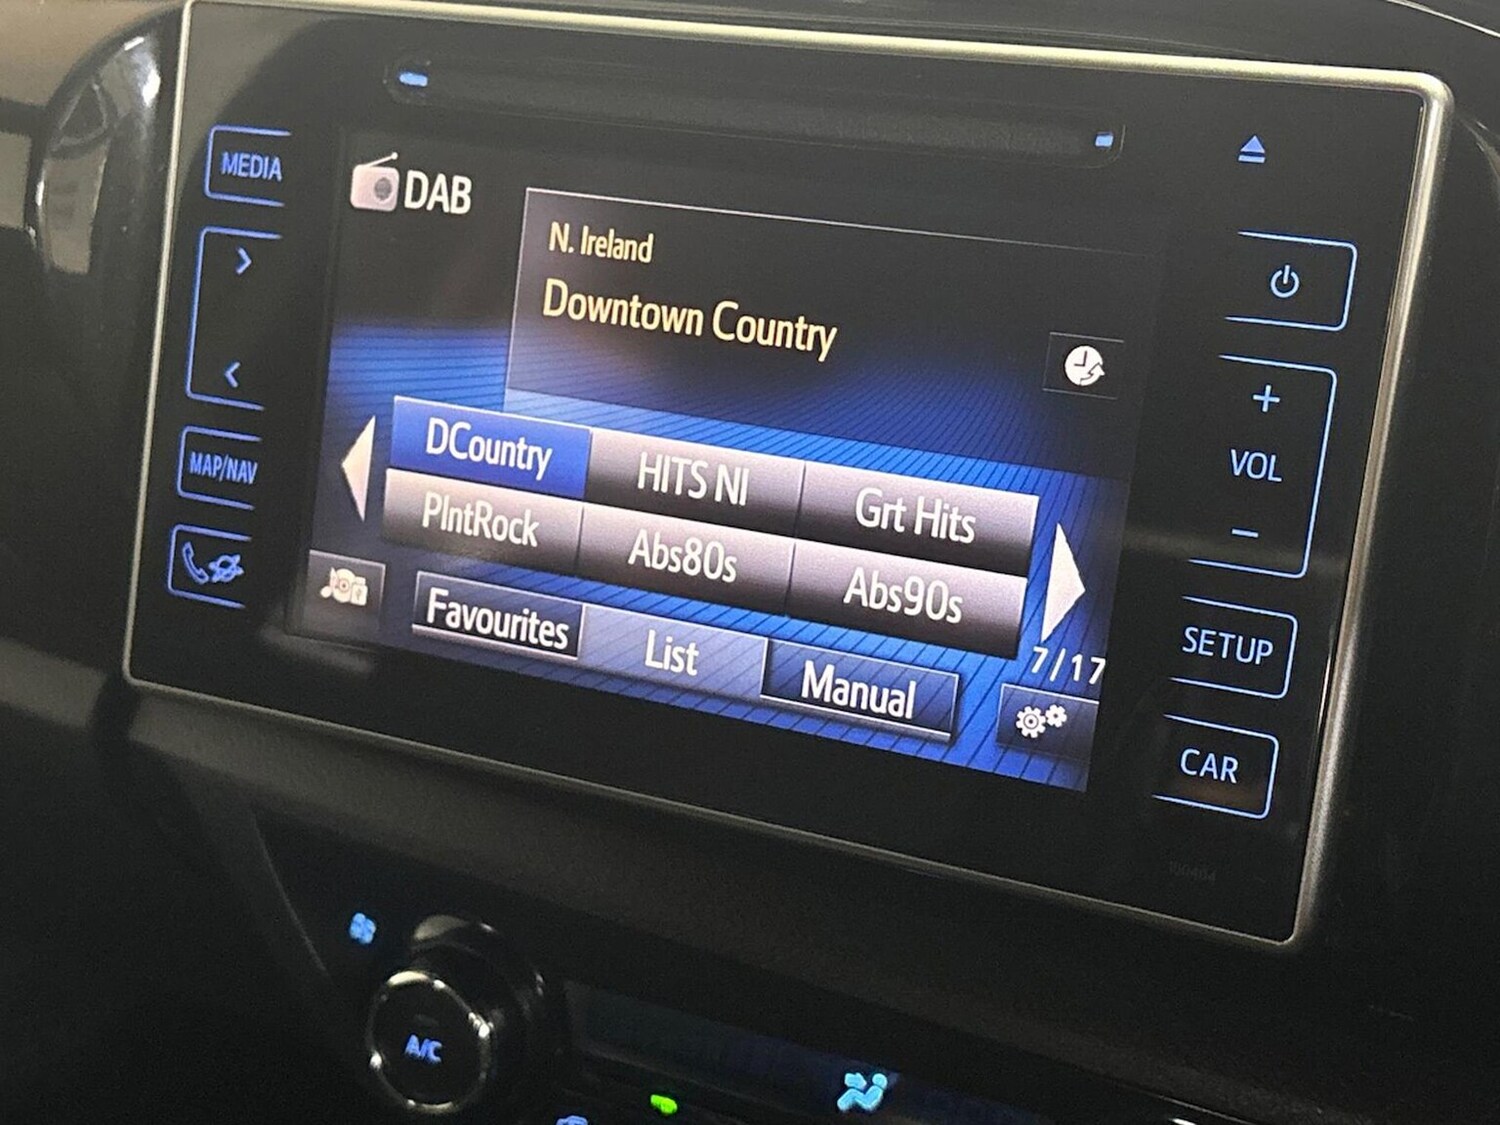 MEDIA
DAB
N. Ireland
Downtown Country
DCountry
HITS NI
Grt Hits
PlntRock
Abs80s
Abs90s
Favourites
List
Manual
7/17
MAP/NAV
+
VOL
-
SETUP
CAR
A/C